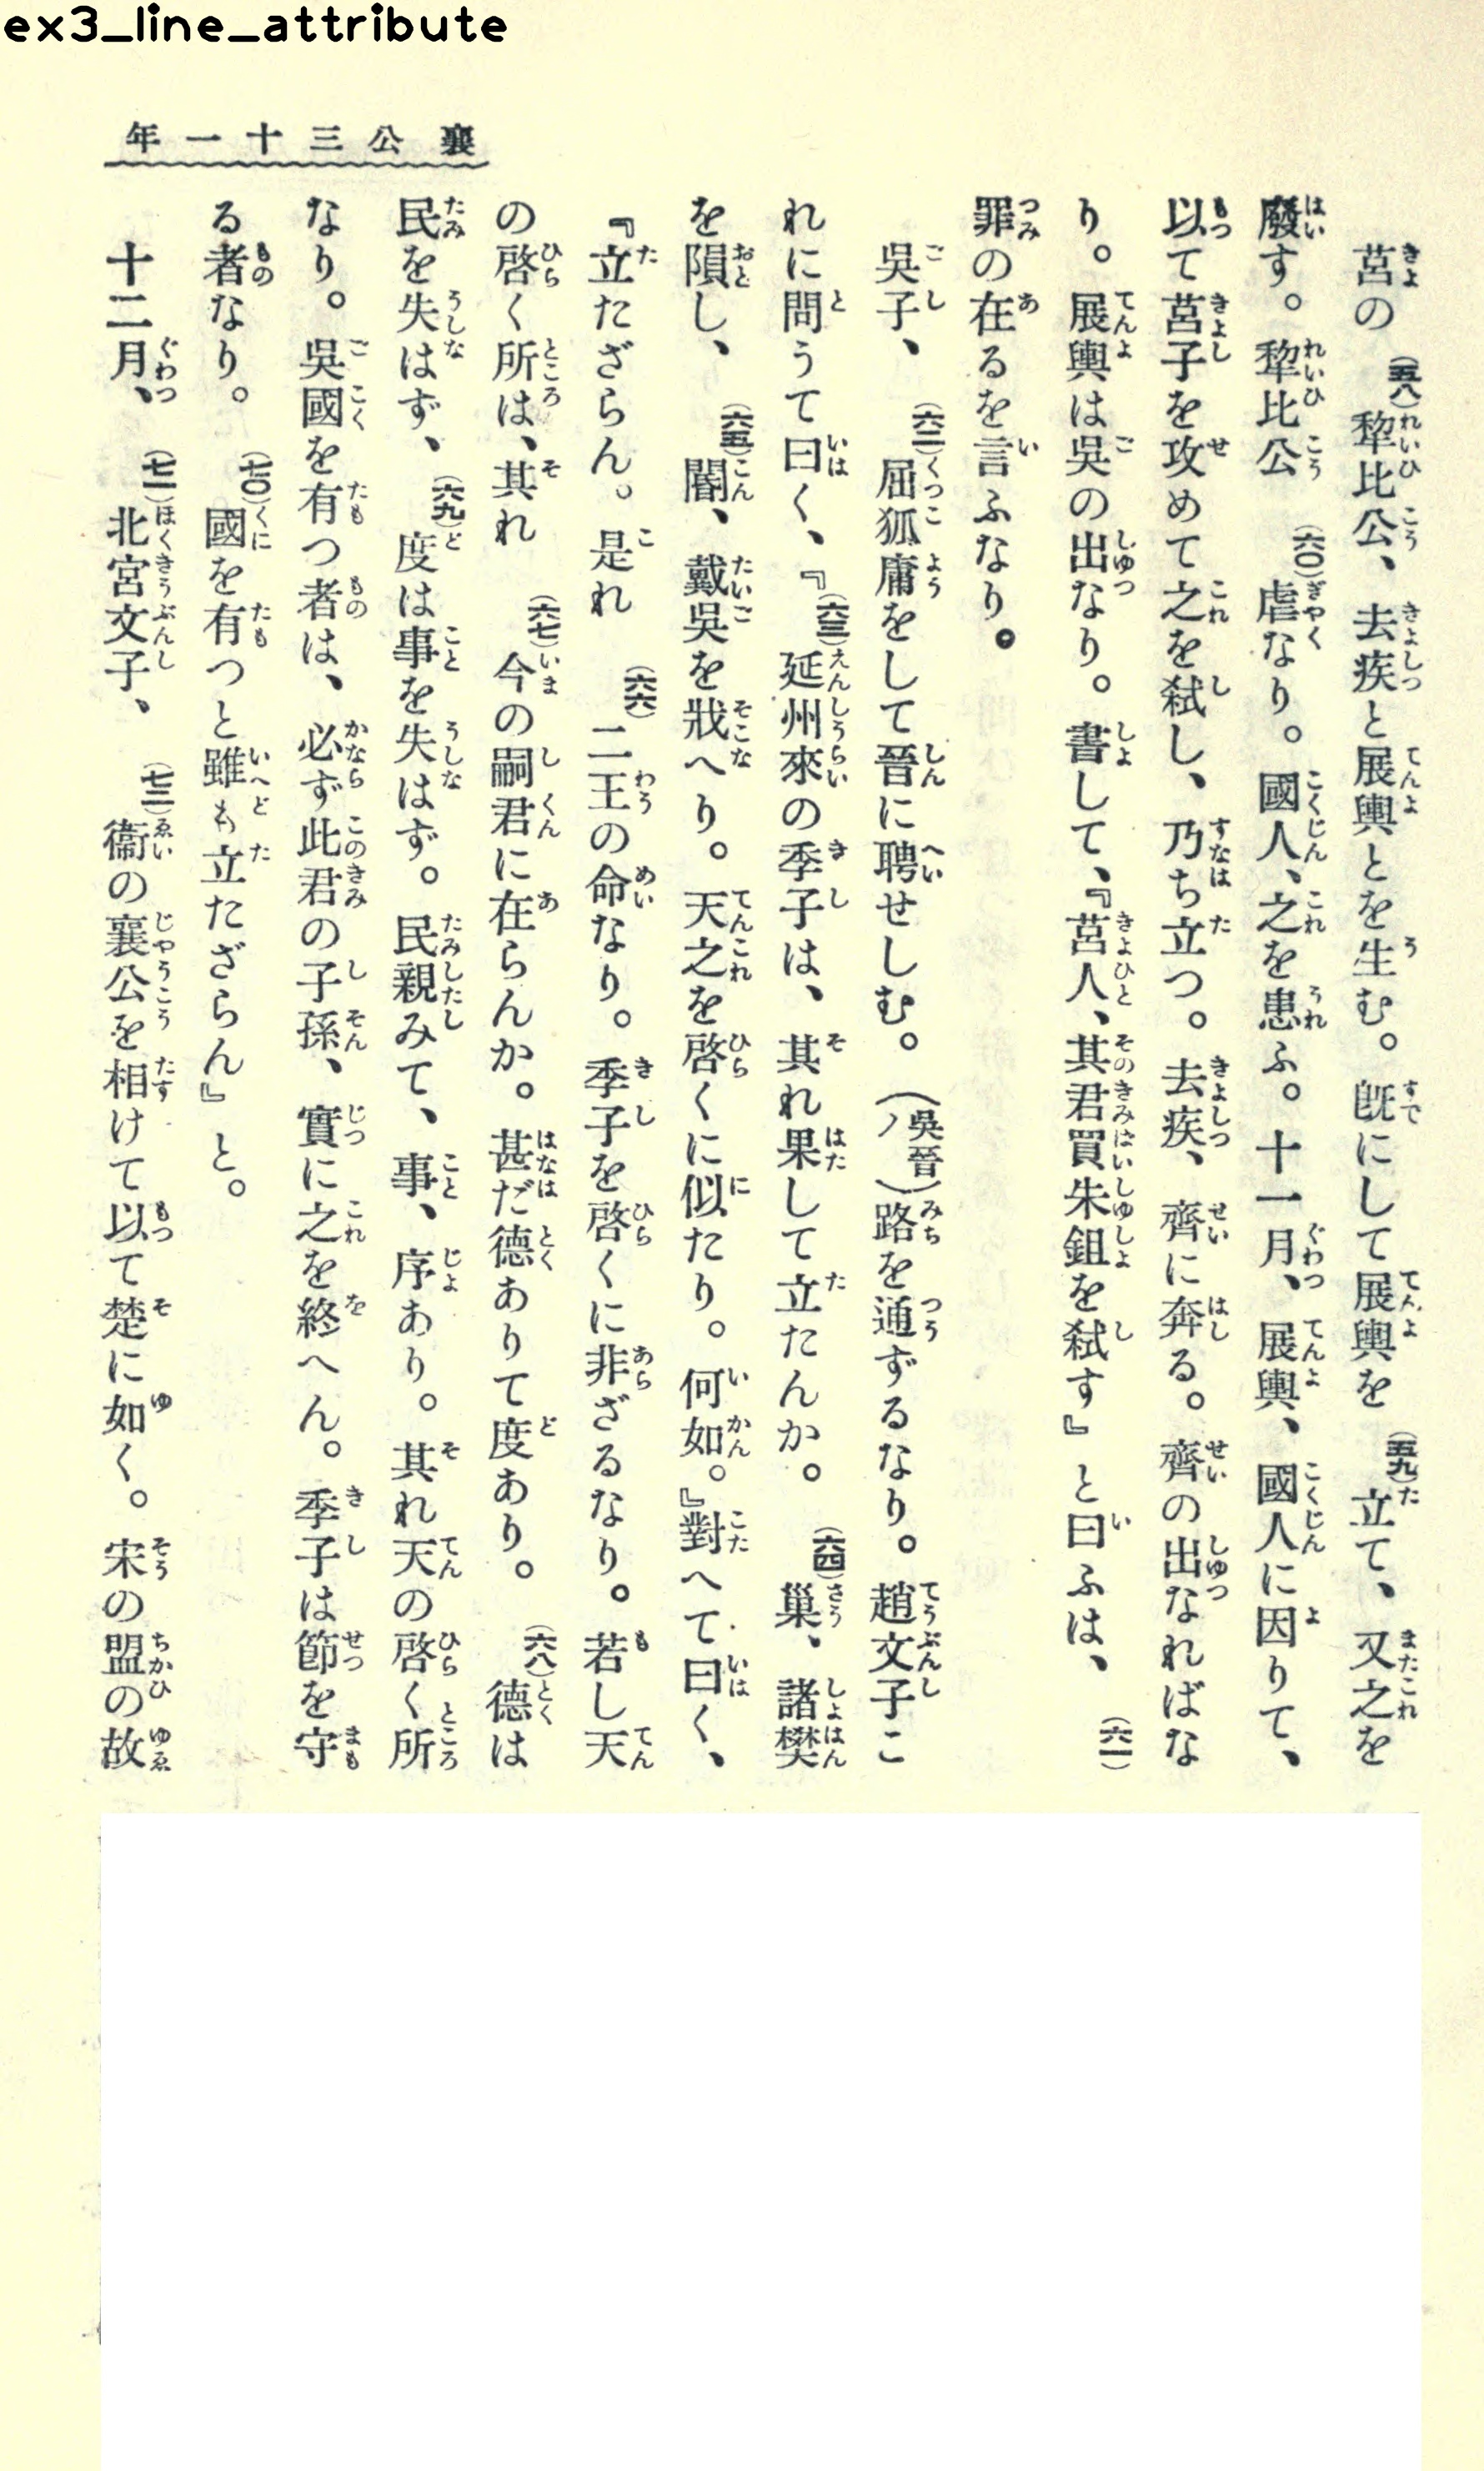 ex3_line_attribute
襄公三十一年
莒の(五八)犂比公、去疾と展輿とを生む。既にして展輿を(五九)立て、又之を
廢す。犂比公(六〇)虐なり。國人、之を患ふ。十一月、展輿、國人に因りて、
以て莒子を攻めて之を弑し、乃ち立つ。去疾、齊に奔る。齊の出なればな
り。展輿は吳の出なり。書して、『莒人、其君買朱鉏を弑す』と曰ふは、(六一)
罪の在るを言ふなり。
吳子、(六二)屈狐庸をして晉に聘せしむ。(吳晉ノ)路を通ずるなり。趙文子こ
れに問うて曰く、『(六三)延州來の季子は、其れ果して立たんか。(六四)巢、諸樊
を隕し、(六五)閽、戴吳を戕へり。天之を啓くに似たり。何如。』對へて曰く、
『立たざらん。是れ(六六)二王の命なり。季子を啓くに非ざるなり。若し天
の啓く所は、其れ(六七)今の嗣君に在らんか。甚だ德ありて度あり。(六八)德は
民を失はず、(六九)度は事を失はず。民親みて、事、序あり。其れ天の啓く所
なり。吳國を有つ者は、必ず此君の子孫、實に之を終へん。季子は節を守
る者なり。(七〇)國を有つと雖も立たざらん』と。
十二月、(七一)北宮文子、(七二)衞の襄公を相けて以て楚に如く。宋の盟の故